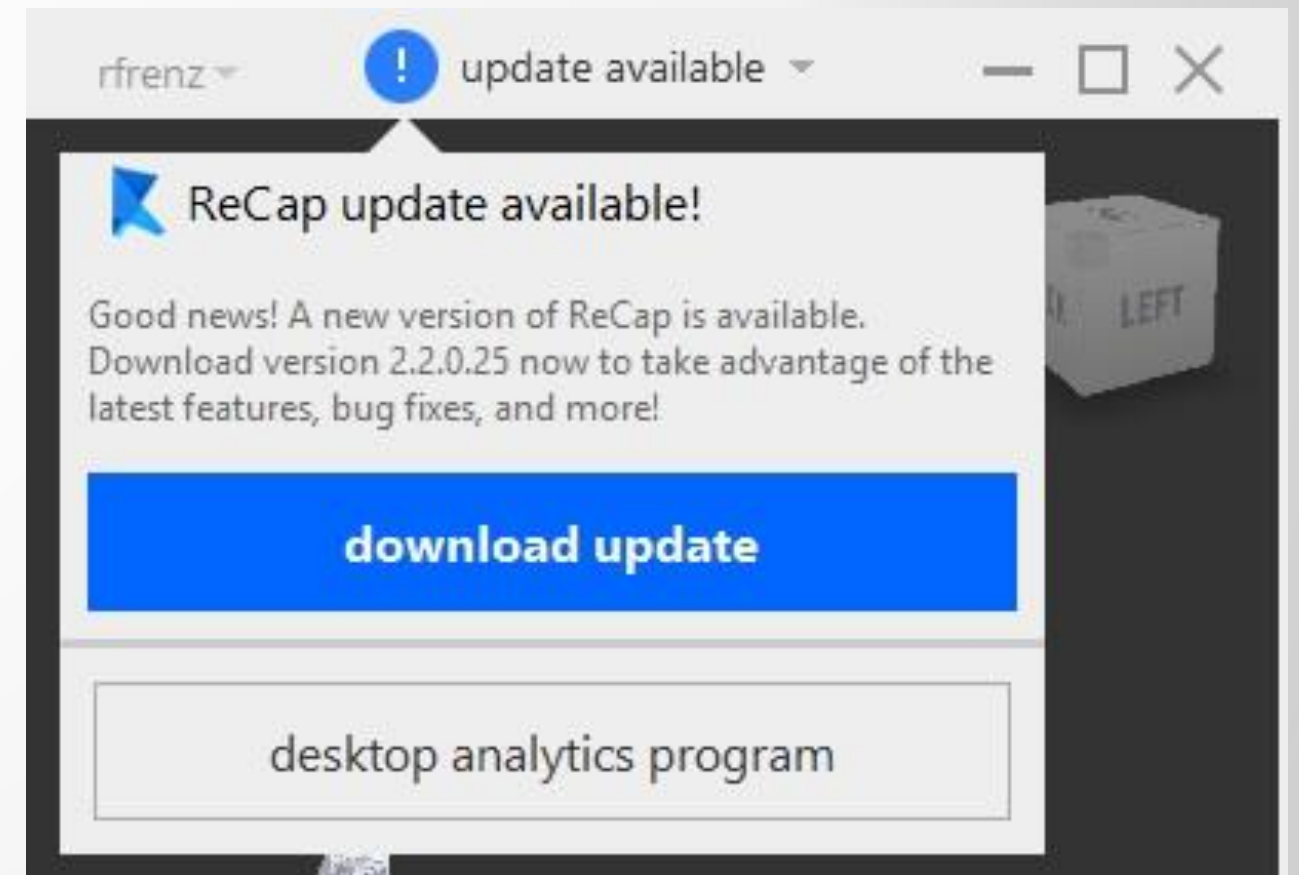 rfrenz
! update available
ReCap update available!
Good news! A new version of ReCap is available.
Download version 2.2.0.25 now to take advantage of the
latest features, bug fixes, and more!
LEFT
download update
desktop analytics program